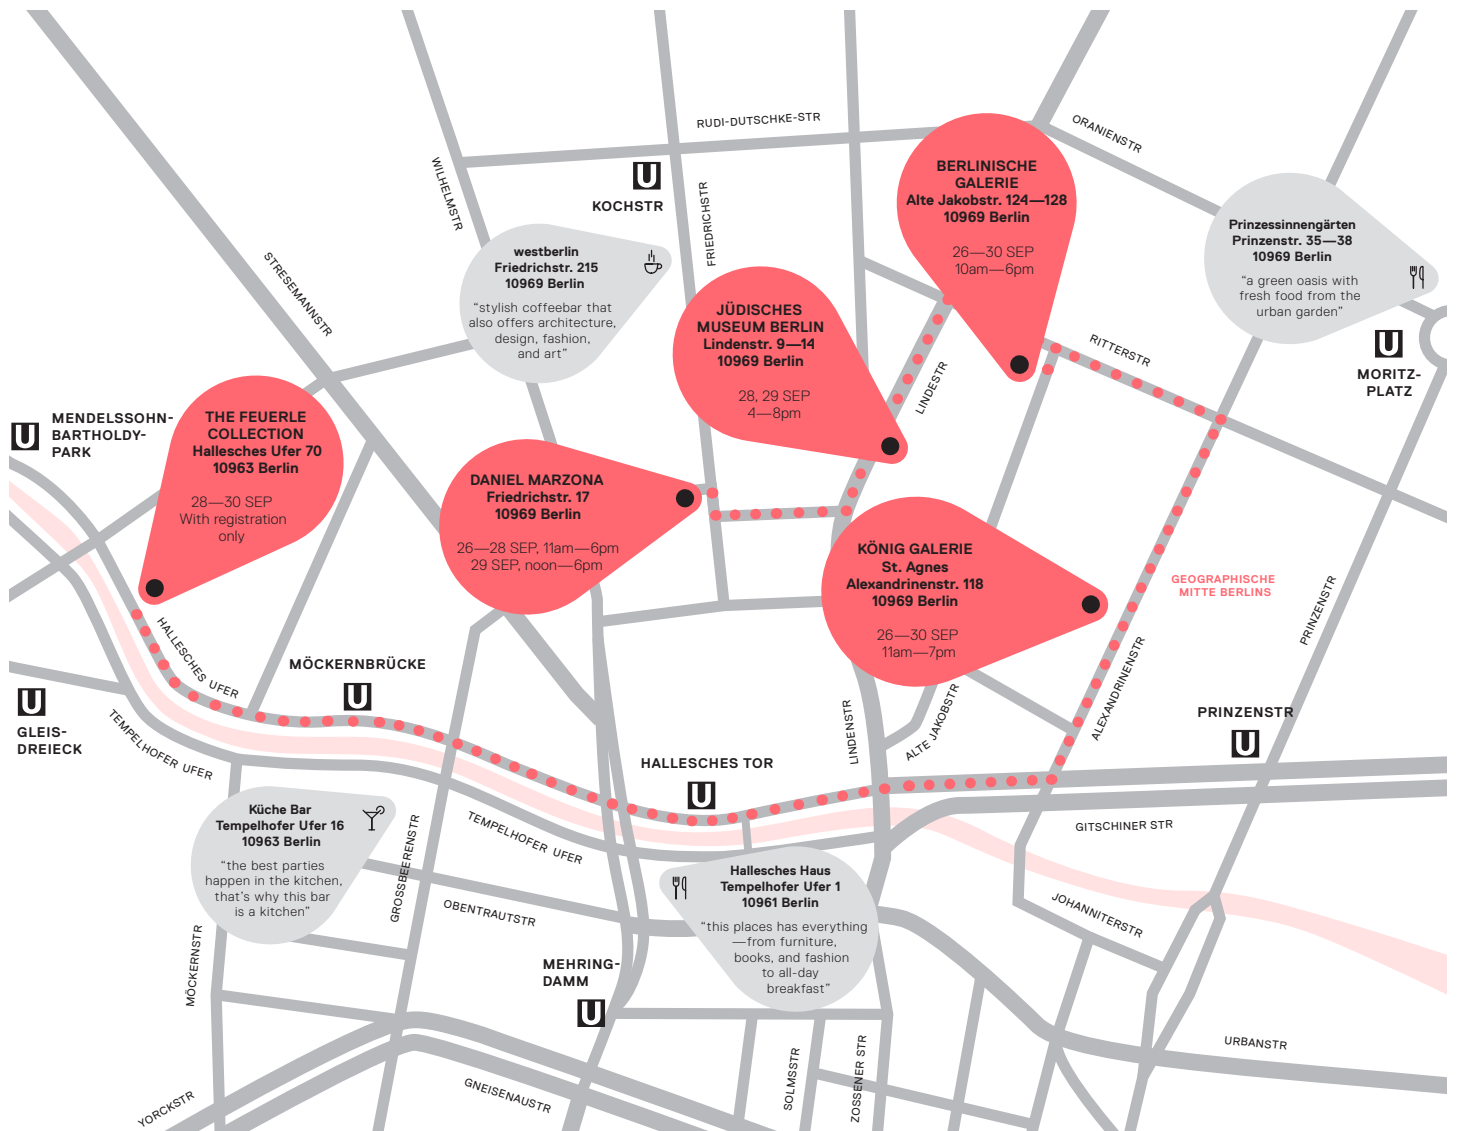 RUDI-DUTSCHKE-STR
ORANIENSTR
WILHELMSTR
U
KOCHSTR
FRIEDRICHSTR
BERLINISCHE
GALERIE
Alte Jakobstr. 124—128
10969 Berlin
26—30 SEP
10am—6pm
Prinzessinnengärten
Prinzenstr. 35—38
10969 Berlin
“a green oasis with
fresh food from the
urban garden”
westberlin
Friedrichstr. 215
10969 Berlin
“stylish coffeebar that
also offers architecture,
design, fashion,
and art”
STRESEMANNSTR
JÜDISCHES
MUSEUM BERLIN
Lindenstr. 9—14
10969 Berlin
28, 29 SEP
4—8pm
LINDESTR
RITTERSTR
U
MORITZ-
PLATZ
U
MENDELSSOHN-
BARTHOLDY-
PARK
THE FEUERLE
COLLECTION
Hallesches Ufer 70
10963 Berlin
28—30 SEP
With registration
only
DANIEL MARZONA
Friedrichstr. 17
10969 Berlin
26—28 SEP, 11am—6pm
29 SEP, noon—6pm
KÖNIG GALERIE
St. Agnes
Alexandrinenstr. 118
10969 Berlin
26—30 SEP
11am—7pm
GEOGRAPHISCHE
MITTE BERLINS
PRINZENSTR
HALLESCHES UFER
MÖCKERNBRÜCKE
U
U
GLEIS-
DREIECK
TEMPELHOFER UFER
LINDENSTR
ALTE JAKOBSTR
ALEXANDRINENSTR
PRINZENSTR
U
HALLESCHES TOR
U
Küche Bar
Tempelhofer Ufer 16
10963 Berlin
“the best parties
happen in the kitchen,
that’s why this bar
is a kitchen”
GROSSBEERENSTR
TEMPELHOFER UFER
GITSCHINER STR
Hallesches Haus
Tempelhofer Ufer 1
10961 Berlin
“this places has everything
—from furniture,
books, and fashion
to all-day
breakfast”
OBENTRAUTSTR
JOHANNITERSTR
MÖCKERNSTR
MEHRING-
DAMM
U
URBANSTR
SOLMSSTR
ZOSSENER STR
YORCKSTR
GNEISENAUSTR